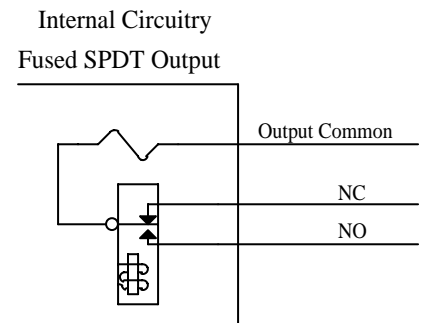 Internal Circuitry
Fused SPDT Output
Output Common
NC
NO